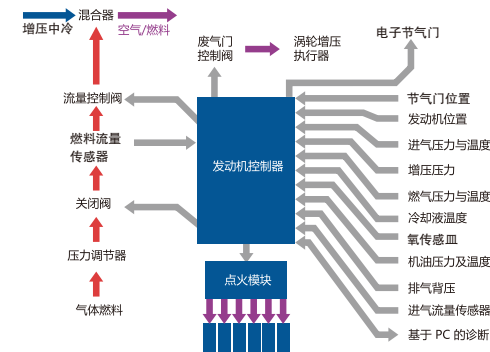 增压中冷
混合器
空气/燃料
流量控制阀
燃料流量
传感器
关闭阀
压力调节器
气体燃料
废气门
控制阀
涡轮增压
执行器
电子节气门
发动机控制器
点火模块
节气门位置
发动机位置
进气压力与温度
增压压力
燃气压力与温度
冷却液温度
氧传感皿
机油压力及温度
排气背压
进气流量传感器
基于 PC 的诊断